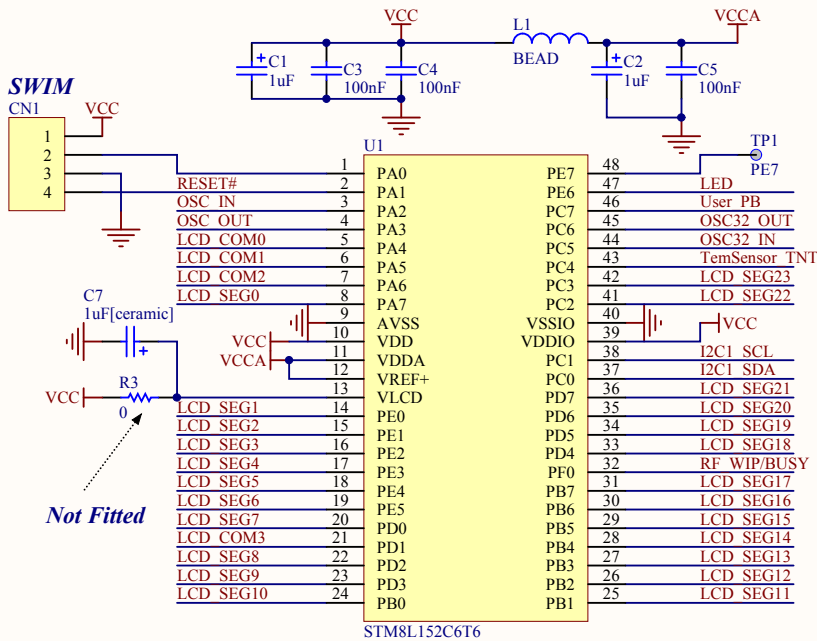 VCC
VCCA
L1
BEAD
C1
1uF
C3
100nF
C4
100nF
C2
1uF
C5
100nF
SWIM
CN1
VCC
1
2
3
4
TP1
PE7
U1
1 PA0
RESET# 2 PA1
OSC_IN 3 PA2
OSC_OUT 4 PA3
LCD_COM0 5 PA4
LCD_COM1 6 PA5
LCD_COM2 7 PA6
LCD_SEG0 8 PA7
9 AVSS
VCC 10 VDD
VCCA 11 VDDA
12 VREF+
13 VLCD
LCD_SEG1 14 PE0
LCD_SEG2 15 PE1
LCD_SEG3 16 PE2
LCD_SEG4 17 PE3
LCD_SEG5 18 PE4
LCD_SEG6 19 PE5
LCD_SEG7 20 PD0
LCD_COM3 21 PD1
LCD_SEG8 22 PD2
LCD_SEG9 23 PD3
LCD_SEG10 24 PB0
PE7 48
PE6 47 LED
PC7 46 User_PB
PC6 45 OSC32_OUT
PC5 44 OSC32_IN
PC4 43 TemSensor_TNT
PC3 42 LCD_SEG23
PC2 41 LCD_SEG22
VSSIO 40
VDDIO 39 VCC
PC1 38 I2C1_SCL
PC0 37 I2C1_SDA
PD7 36 LCD_SEG21
PD6 35 LCD_SEG20
PD5 34 LCD_SEG19
PD4 33 LCD_SEG18
PF0 32 RF_WIP/BUSY
PB7 31 LCD_SEG17
PB6 30 LCD_SEG16
PB5 29 LCD_SEG15
PB4 28 LCD_SEG14
PB3 27 LCD_SEG13
PB2 26 LCD_SEG12
PB1 25 LCD_SEG11
STM8L152C6T6
C7
1uF[ceramic]
VCC
R3
0
Not Fitted